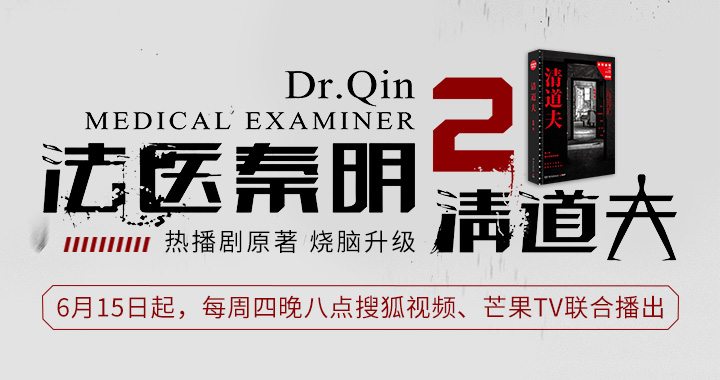 Dr.Qin
MEDICAL EXAMINER
法医秦明
2
清道夫
热播剧原著 烧脑升级
清道夫
6月15日起，每周四晚八点搜狐视频、芒果TV联合播出